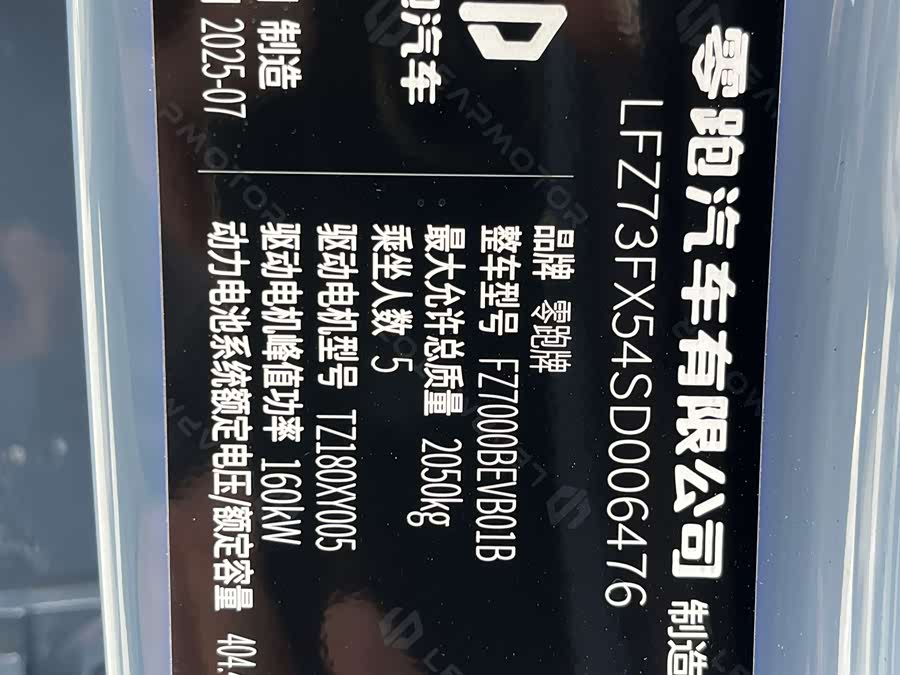 零跑汽车有限公司 制造
LFZ73FX54SD006476
跑汽车
制造
2025-07
品牌 零跑牌
整车型号 FZ7000BEVB01B
最大允许总质量 2050kg
乘坐人数 5
驱动电机型号 TZ180XY005
驱动电机峰值功率 160kW
动力电池系统额定电压/额定容量 404.
LEAPMOTOR